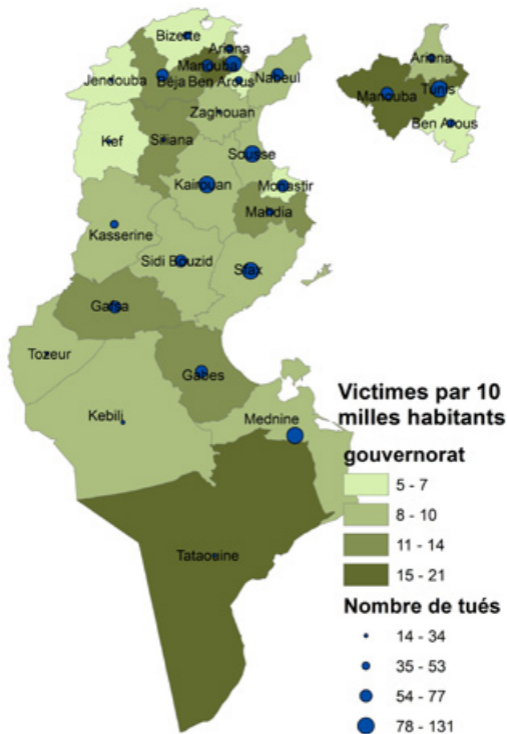 Bizerte
Ariana
Manouba
Jendouba
Béja
Ben Arous
Nabeul
Zaghouan
Kef
Siliana
Sousse
Kairouan
Monastir
Mahdia
Kasserine
Sidi Bouzid
Sfax
Gafsa
Tozeur
Gabes
Kebili
Mednine
Tataouine
Ariana
Manouba
Tunis
Ben Arous
Victimes par 10
milles habitants
gouvernorat
5 - 7
8 - 10
11 - 14
15 - 21
Nombre de tués
14 - 34
35 - 53
54 - 77
78 - 131